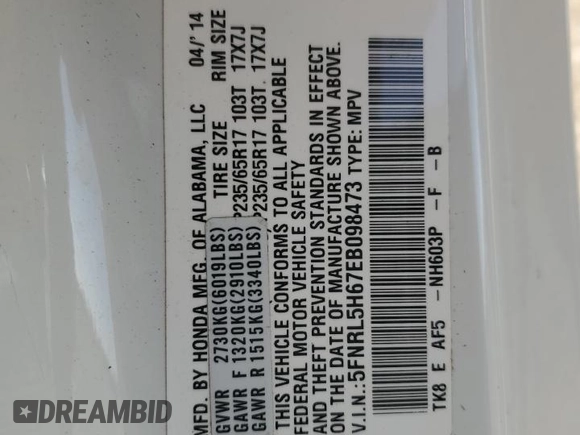 MFD. BY HONDA MFG. OF ALABAMA, LLC 04/'14
TIRE SIZE RIM SIZE
GVWR 2730KG(6019LBS)
GAWR F 1320KG(2910LBS) P235/65R17 103T 17X7J
GAWR R 1515KG(3340LBS) P235/65R17 103T 17X7J
THIS VEHICLE CONFORMS TO ALL APPLICABLE
FEDERAL MOTOR VEHICLE SAFETY
AND THEFT PREVENTION STANDARDS IN EFFECT
ON THE DATE OF MANUFACTURE SHOWN ABOVE.
V.I.N.:5FNRL5H67EB098473 TYPE: MPV
TK8 E AF5 -NH603P -F -B
DREAMBID